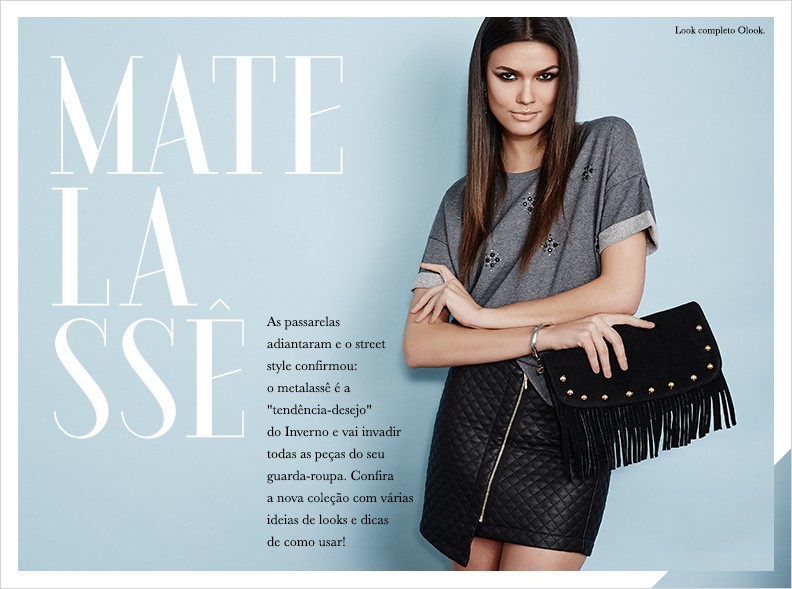 Look completo Olook.
MATE
LA
SSÊ
As passarelas
adiantaram e o street
style confirmou:
o metalassê é a
"tendência-desejo"
do Inverno e vai invadir
todas as peças do seu
guarda-roupa. Confira
a nova coleção com várias
ideias de looks e dicas
de como usar!